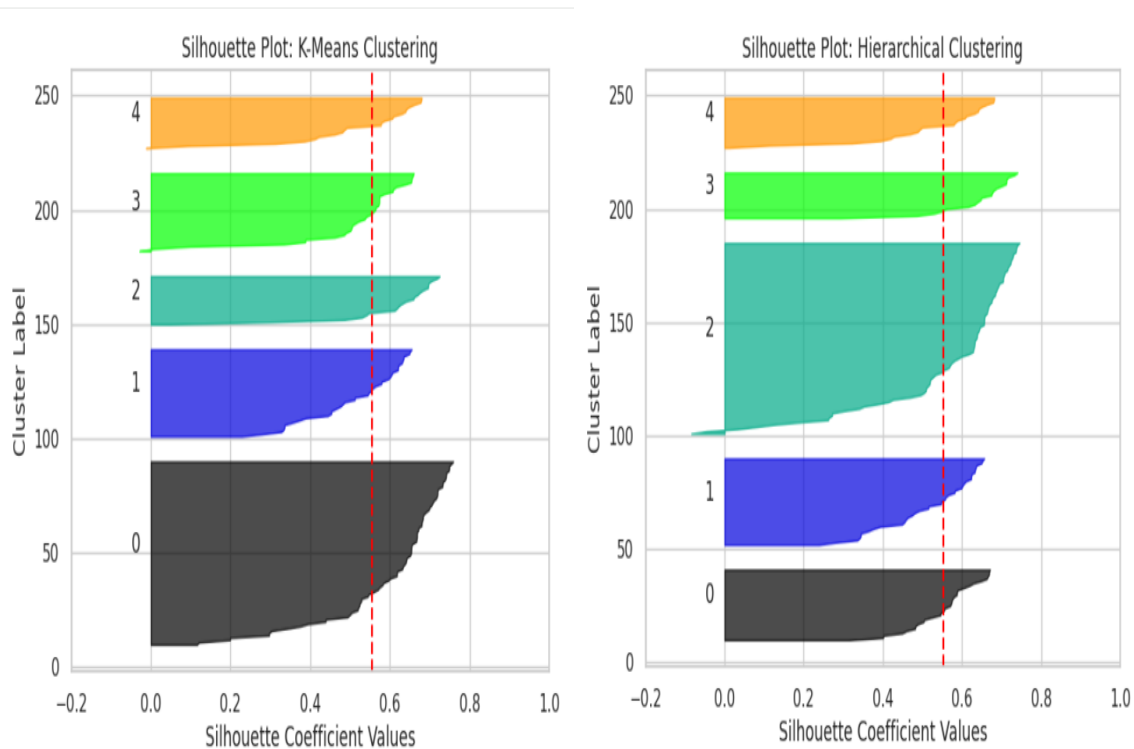 Silhouette Plot: K-Means Clustering
250
200
150
100
50
0
Cluster Label
4
3
2
1
0
−0.2 0.0 0.2 0.4 0.6 0.8 1.0
Silhouette Coefficient Values
Silhouette Plot: Hierarchical Clustering
250
200
150
100
50
0
Cluster Label
4
3
2
1
0
−0.2 0.0 0.2 0.4 0.6 0.8 1.0
Silhouette Coefficient Values